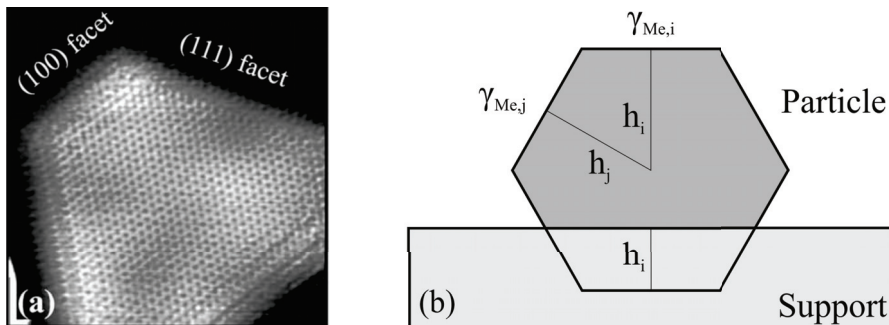 (100) facet
(111) facet
(a)
γMe,i
γMe,j
hi
hj
Particle
hi
(b)
Support